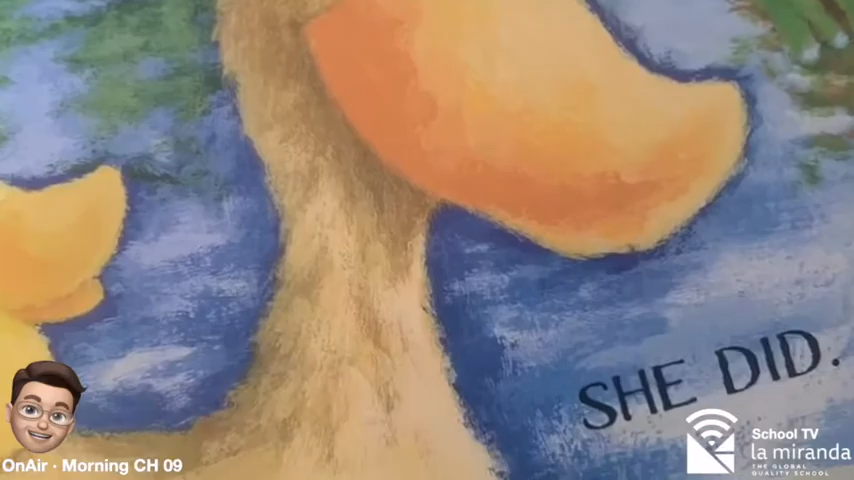 SHE DID.
OnAir · Morning CH 09
School TV
la miranda
THE GLOBAL
QUALITY SCHOOL